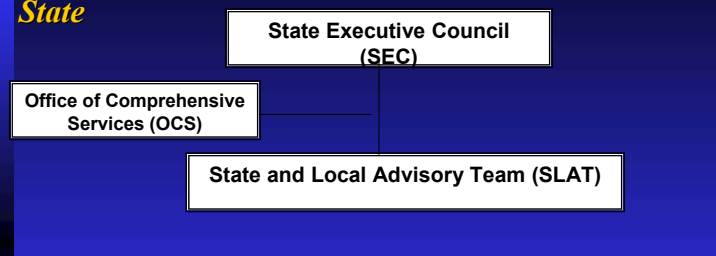 State
State Executive Council
(SEC)
Office of Comprehensive
Services (OCS)
State and Local Advisory Team (SLAT)